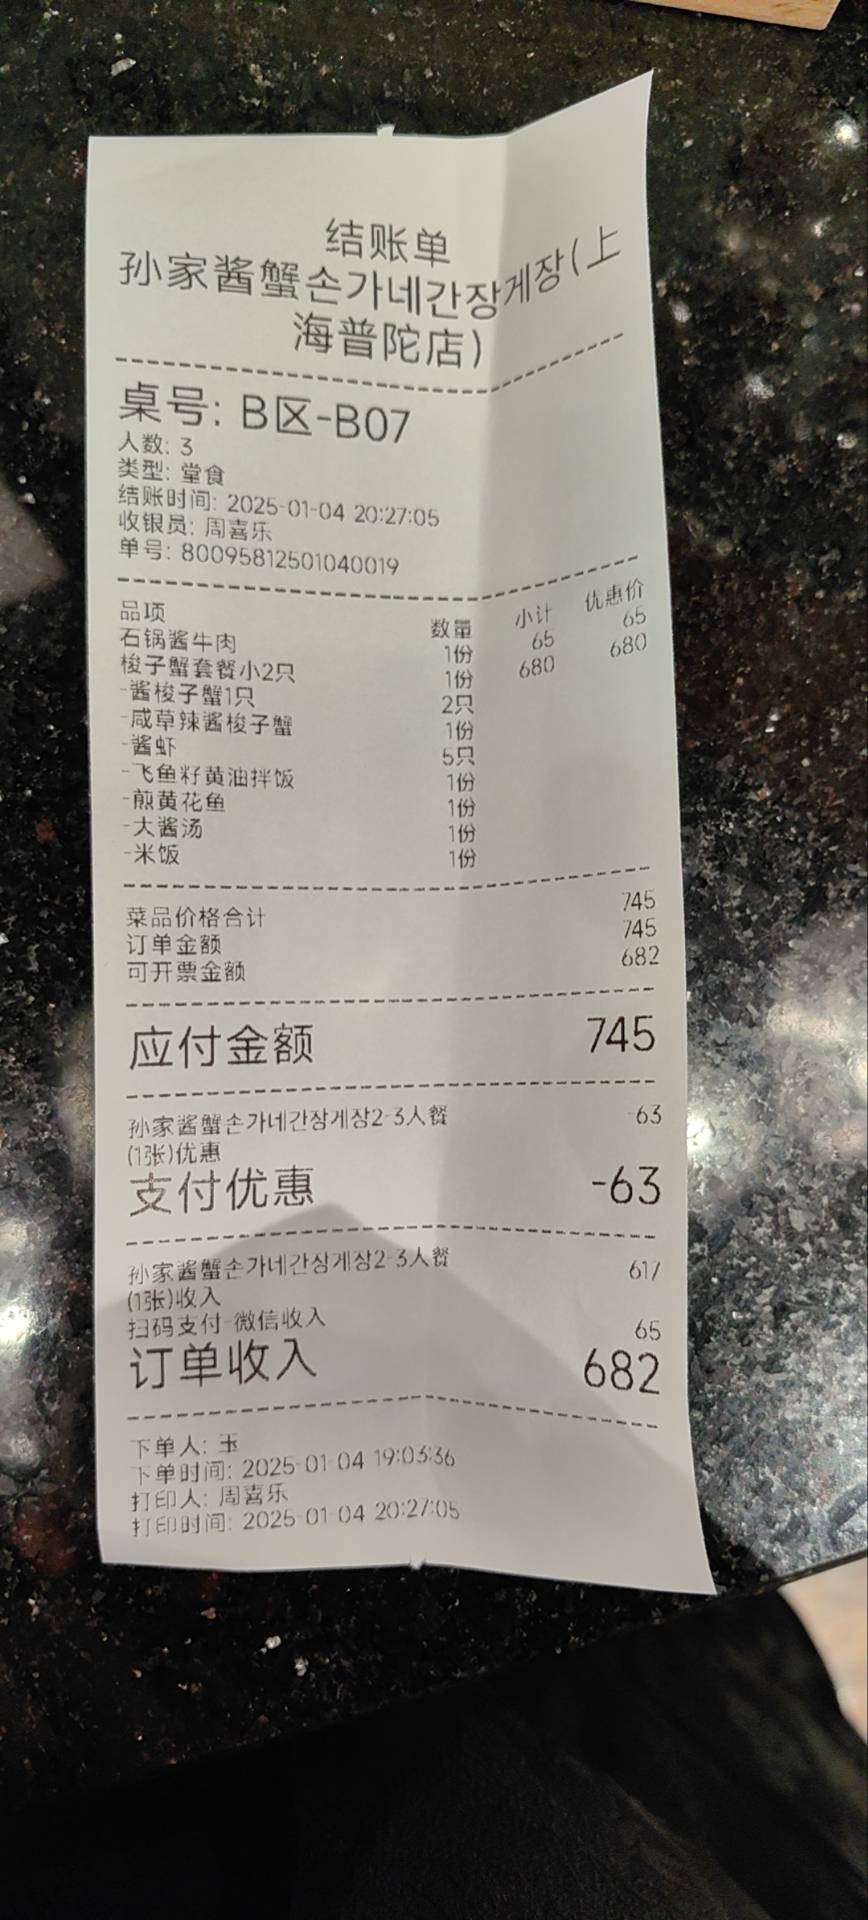 结账单
孙家酱蟹손가네간장게장(上
海普陀店)
桌号: B区-B07
人数: 3
类型: 堂食
结账时间: 2025-01-04 20:27:05
收银员: 周喜乐
单号: 80095812501040019
品项 数量 小计 优惠价
石锅酱牛肉 1份 65 65
梭子蟹套餐小2只 1份 680 680
-酱梭子蟹1只 2只
-咸草辣酱梭子蟹 1份
-酱虾 5只
-飞鱼籽黄油拌饭 1份
-煎黄花鱼 1份
-大酱汤 1份
-米饭 1份
菜品价格合计 745
订单金额 745
可开票金额 682
应付金额 745
孙家酱蟹손가네간장게장2-3人餐 -63
(1张)优惠
支付优惠 -63
孙家酱蟹손가네간장게장2-3人餐 617
(1张)收入
扫码支付-微信收入 65
订单收入 682
下单人: 玉
下单时间: 2025-01-04 19:03:36
打印人: 周喜乐
打印时间: 2025-01-04 20:27:05